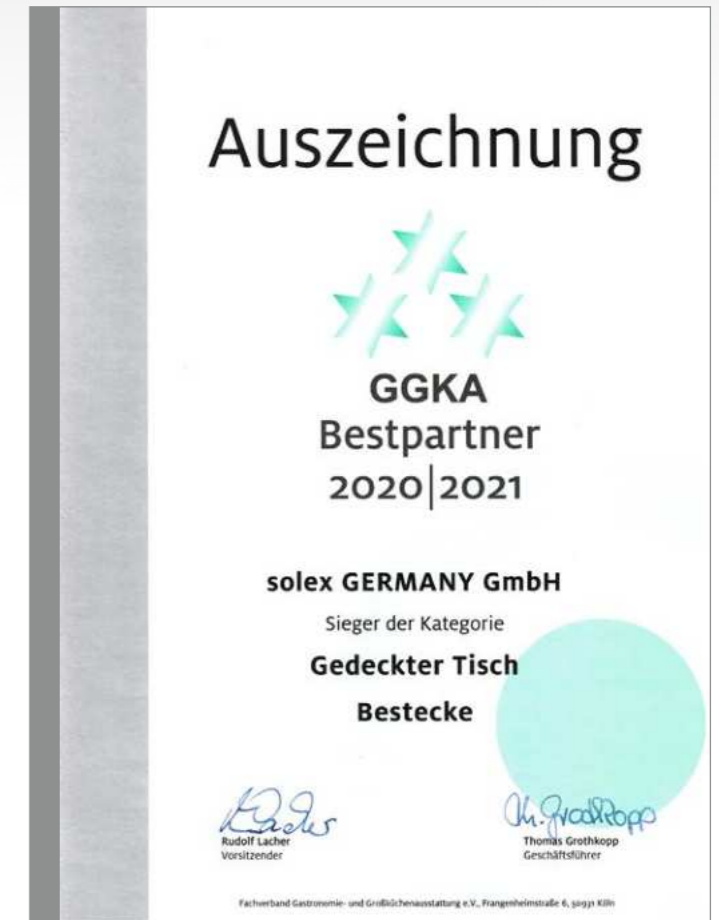 Auszeichnung
GGKA
Bestpartner
2020|2021
solex GERMANY GmbH
Sieger der Kategorie
Gedeckter Tisch
Bestecke
Rudolf Lacher
Vorsitzender
Thomas Grothkopp
Geschäftsführer
Fachverband Gastronomie- und Großküchenausstattung e.V., Frangenheimstraße 6, 50931 Köln